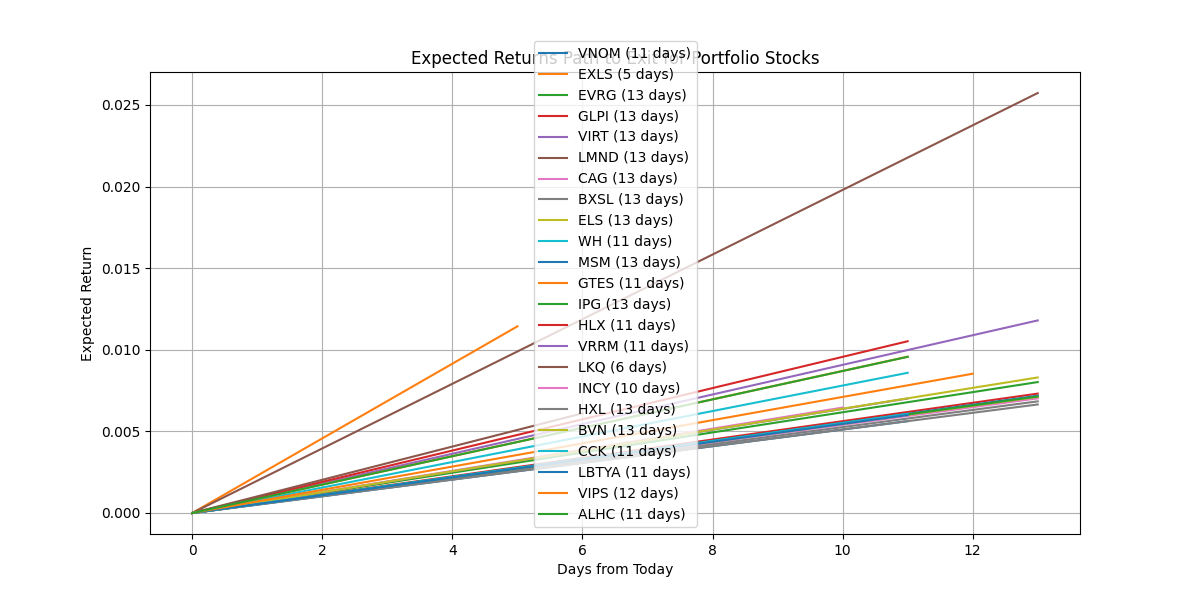 Expected Returns Path to Exit for Portfolio Stocks
VNOM (11 days)
EXLS (5 days)
EVRG (13 days)
GLPI (13 days)
VIRT (13 days)
LMND (13 days)
CAG (13 days)
BXSL (13 days)
ELS (13 days)
WH (11 days)
MSM (13 days)
GTES (11 days)
IPG (13 days)
HLX (11 days)
VRRM (11 days)
LKQ (6 days)
INCY (10 days)
HXL (13 days)
BVN (13 days)
CCK (11 days)
LBTYA (11 days)
VIPS (12 days)
ALHC (11 days)
Expected Return
0.025
0.020
0.015
0.010
0.005
0.000
0 2 4 6 8 10 12
Days from Today